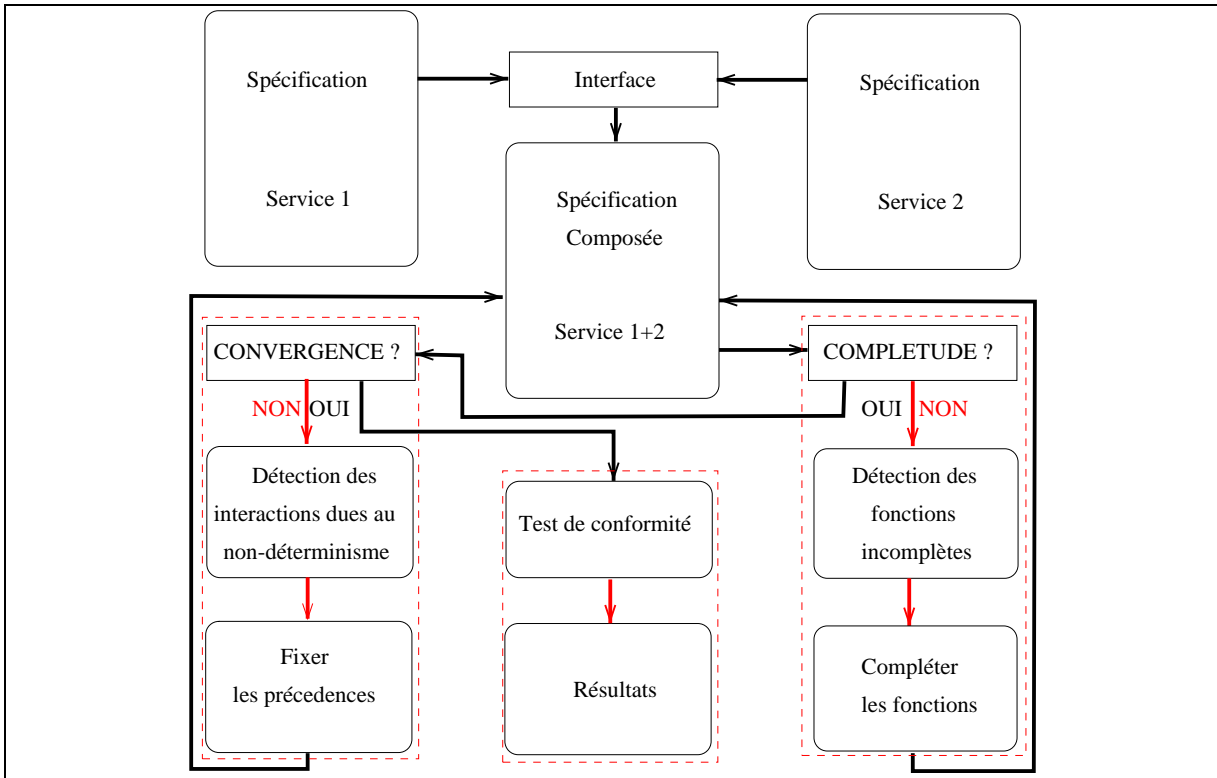 Spécification
Interface
Spécification
Service 1
Service 2
Spécification
Composée
Service 1+2
CONVERGENCE ?
COMPLETUDE ?
NON OUI
OUI NON
Détection des
interactions dues au
non-déterminisme
Test de conformité
Détection des
fonctions
incomplètes
Fixer
les précedences
Résultats
Compléter
les fonctions